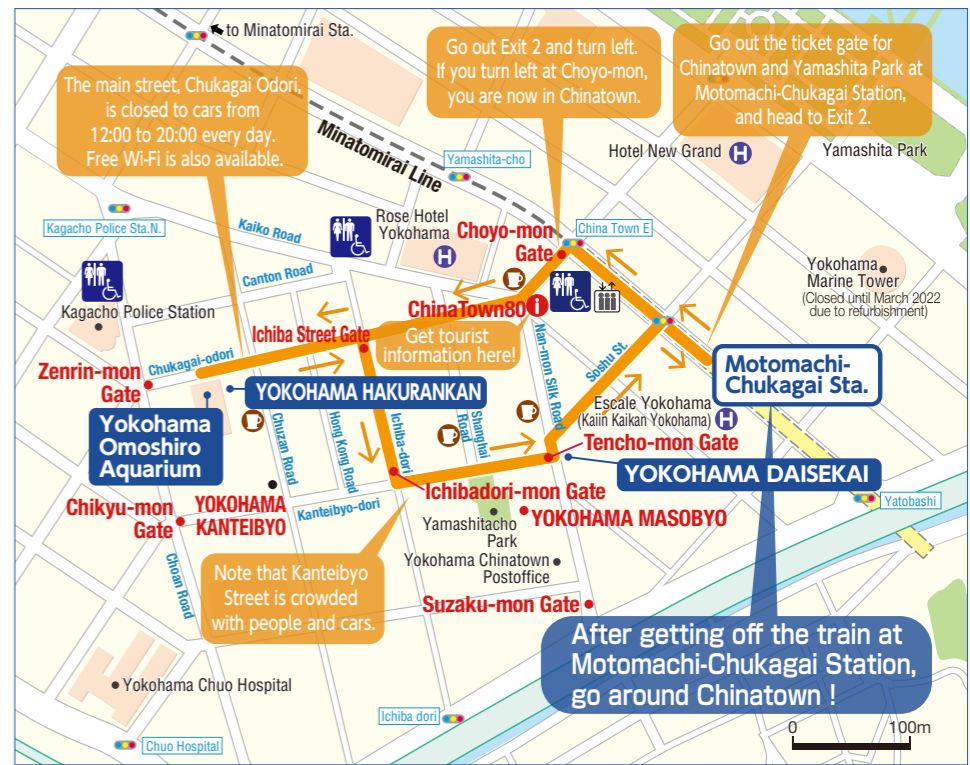 to Minatomirai Sta.
The main street, Chukagai Odori,
is closed to cars from
12:00 to 20:00 every day.
Free Wi-Fi is also available.
Go out Exit 2 and turn left.
If you turn left at Choyo-mon,
you are now in Chinatown.
Go out the ticket gate for
Chinatown and Yamashita Park at
Motomachi-Chukagai Station,
and head to Exit 2.
Minatomirai Line
Yamashita-cho
Hotel New Grand
H
Yamashita Park
Kagacho Police Sta.N.
Kaiko Road
Rose Hotel
Yokohama
H
Choyo-mon
Gate
China Town E
Canton Road
Kagacho Police Station
Yokohama
Marine Tower
(Closed until March 2022
due to refurbishment)
ChinaTown80
i
Ichiba Street Gate
Get tourist
information here!
Nan-mon Silk Road
Soshu St.
Chukagai-odori
Zenrin-mon
Gate
YOKOHAMA HAKURANKAN
Motomachi-
Chukagai Sta.
Yokohama
Omoshiro
Aquarium
Chuzan Road
Hong Kong Road
Ichiba-dori
Shanghai
Road
Escale Yokohama
(Kaiin Kaikan Yokohama)
H
Tencho-mon Gate
YOKOHAMA DAISEKAI
Chikyu-mon
Gate
YOKOHAMA
KANTEIBYO
Kanteibyo-dori
Ichibadori-mon Gate
Yamashitacho
Park
YOKOHAMA MASOBYO
Yatobashi
Choan Road
Note that Kanteibyo
Street is crowded
with people and cars.
Yokohama Chinatown
Postoffice
Suzaku-mon Gate
After getting off the train at
Motomachi-Chukagai Station,
go around Chinatown !
Yokohama Chuo Hospital
Ichiba dori
Chuo Hospital
0
100m